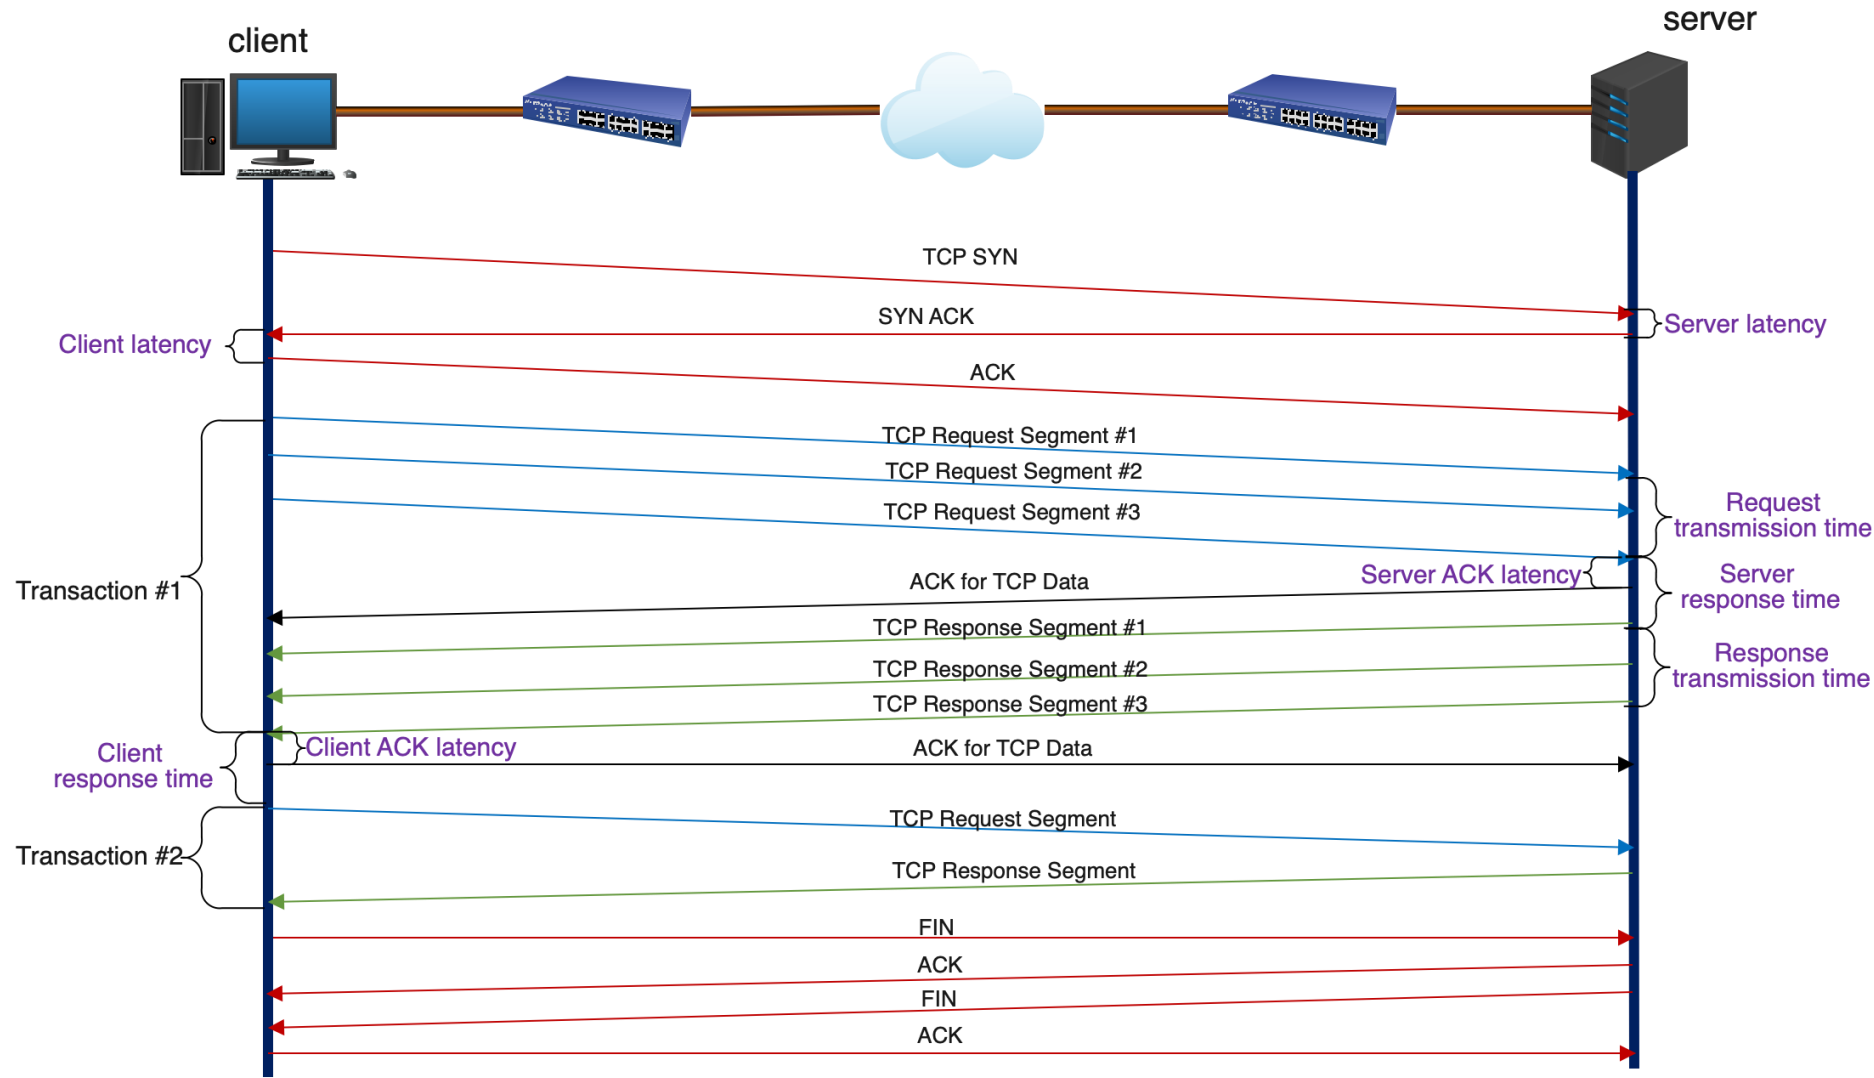 client
server
TCP SYN
SYN ACK
Server latency
Client latency
ACK
TCP Request Segment #1
TCP Request Segment #2
Request
transmission time
TCP Request Segment #3
Server ACK latency
Server
response time
ACK for TCP Data
Transaction #1
TCP Response Segment #1
TCP Response Segment #2
Response
transmission time
TCP Response Segment #3
Client ACK latency
ACK for TCP Data
Client
response time
TCP Request Segment
Transaction #2
TCP Response Segment
FIN
ACK
FIN
ACK